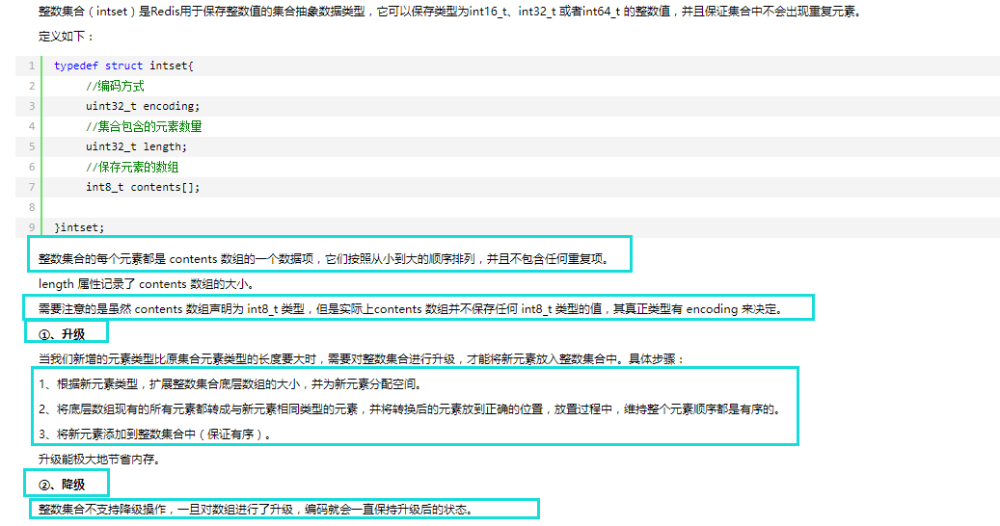 整数集合（intset）是Redis用于保存整数值的集合抽象数据类型，它可以保存类型为int16_t、int32_t 或者int64_t 的整数值，并且保证集合中不会出现重复元素。
定义如下：
1 typedef struct intset{
2 //编码方式
3 uint32_t encoding;
4 //集合包含的元素数量
5 uint32_t length;
6 //保存元素的数组
7 int8_t contents[];
8
9 }intset;
整数集合的每个元素都是 contents 数组的一个数据项，它们按照从小到大的顺序排列，并且不包含任何重复项。
length 属性记录了 contents 数组的大小。
需要注意的是虽然 contents 数组声明为 int8_t 类型，但是实际上contents 数组并不保存任何 int8_t 类型的值，其真正类型有 encoding 来决定。
①、升级
当我们新增的元素类型比原集合元素类型的长度要大时，需要对整数集合进行升级，才能将新元素放入整数集合中。具体步骤：
1、根据新元素类型，扩展整数集合底层数组的大小，并为新元素分配空间。
2、将底层数组现有的所有元素都转成与新元素相同类型的元素，并将转换后的元素放到正确的位置，放置过程中，维持整个元素顺序都是有序的。
3、将新元素添加到整数集合中（保证有序）。
升级能极大地节省内存。
②、降级
整数集合不支持降级操作，一旦对数组进行了升级，编码就会一直保持升级后的状态。